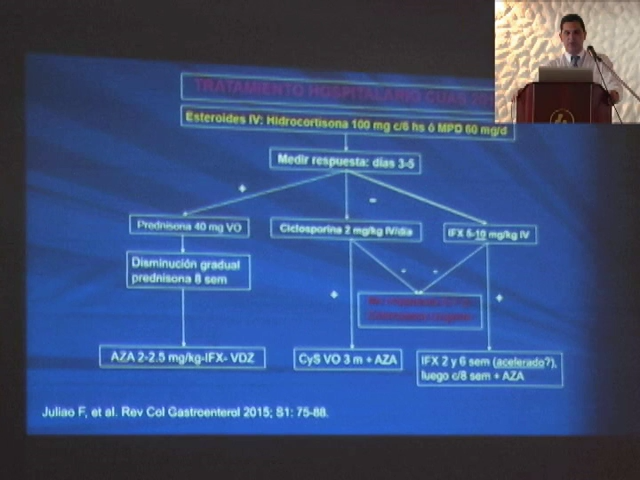 TRATAMIENTO HOSPITALARIO CUAS
Esteroides IV: Hidrocortisona 100 mg c/6 hs ó MPD 60 mg/d
Medir respuesta: días 3-5
+
-
Prednisona 40 mg VO
Ciclosporina 2 mg/kg IV/día
IFX 5-10 mg/kg IV
Disminución gradual
prednisona 8 sem
- -
+
+
AZA 2-2.5 mg/kg-IFX- VDZ
CyS VO 3 m + AZA
IFX 2 y 6 sem (acelerado?),
luego c/8 sem + AZA
Juliao F, et al. Rev Col Gastroenterol 2015; S1: 75-88.